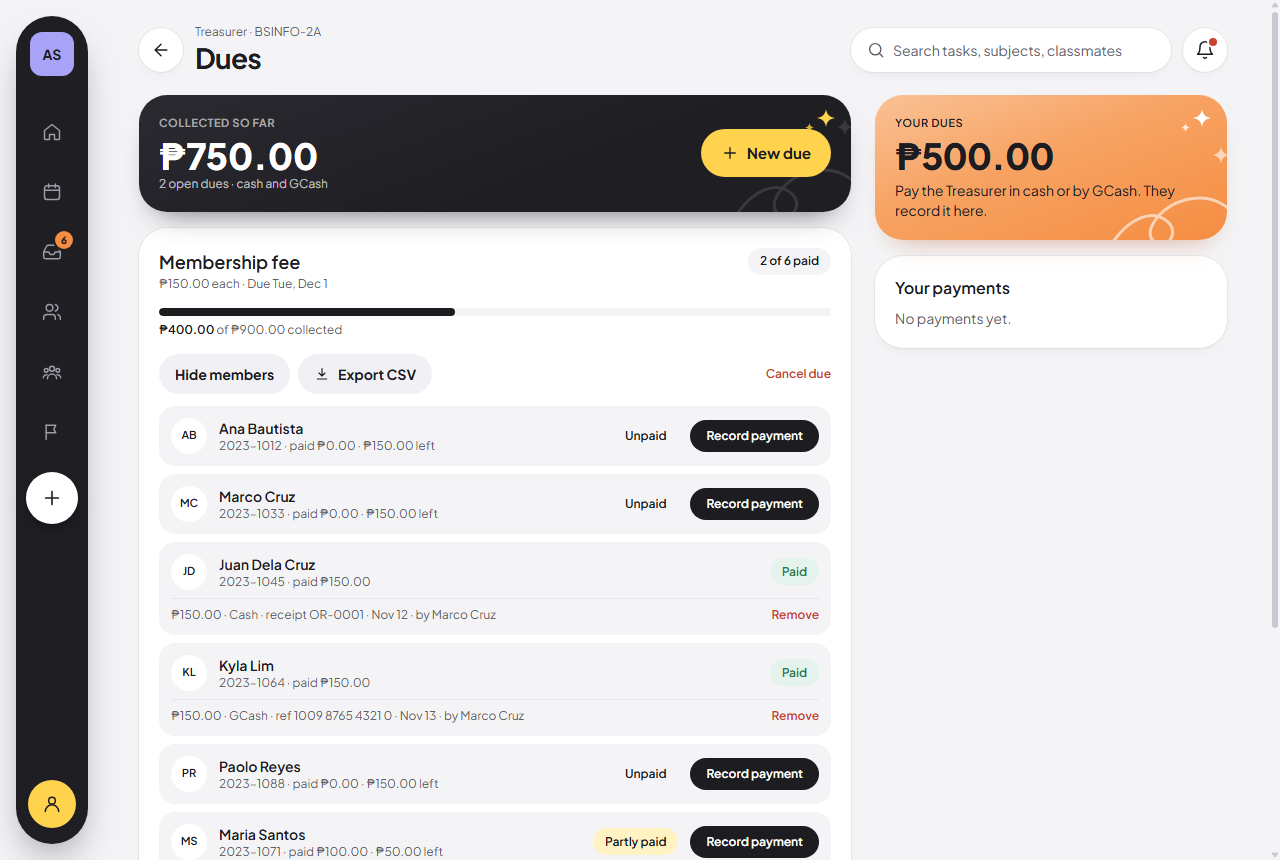 AS
6
Treasurer · BSINFO-2A
Dues
Search tasks, subjects, classmates
COLLECTED SO FAR
₱750.00
2 open dues · cash and GCash
New due
YOUR DUES
₱500.00
Pay the Treasurer in cash or by GCash. They
record it here.
Your payments
No payments yet.
Membership fee
2 of 6 paid
₱150.00 each · Due Tue, Dec 1
₱400.00 of ₱900.00 collected
Hide members
Export CSV
Cancel due
AB
Ana Bautista
2023-1012 · paid ₱0.00 · ₱150.00 left
Unpaid
Record payment
MC
Marco Cruz
2023-1033 · paid ₱0.00 · ₱150.00 left
Unpaid
Record payment
JD
Juan Dela Cruz
2023-1045 · paid ₱150.00
Paid
₱150.00 · Cash · receipt OR-0001 · Nov 12 · by Marco Cruz
Remove
KL
Kyla Lim
2023-1064 · paid ₱150.00
Paid
₱150.00 · GCash · ref 1009 8765 4321 0 · Nov 13 · by Marco Cruz
Remove
PR
Paolo Reyes
2023-1088 · paid ₱0.00 · ₱150.00 left
Unpaid
Record payment
MS
Maria Santos
2023-1071 · paid ₱100.00 · ₱50.00 left
Partly paid
Record payment